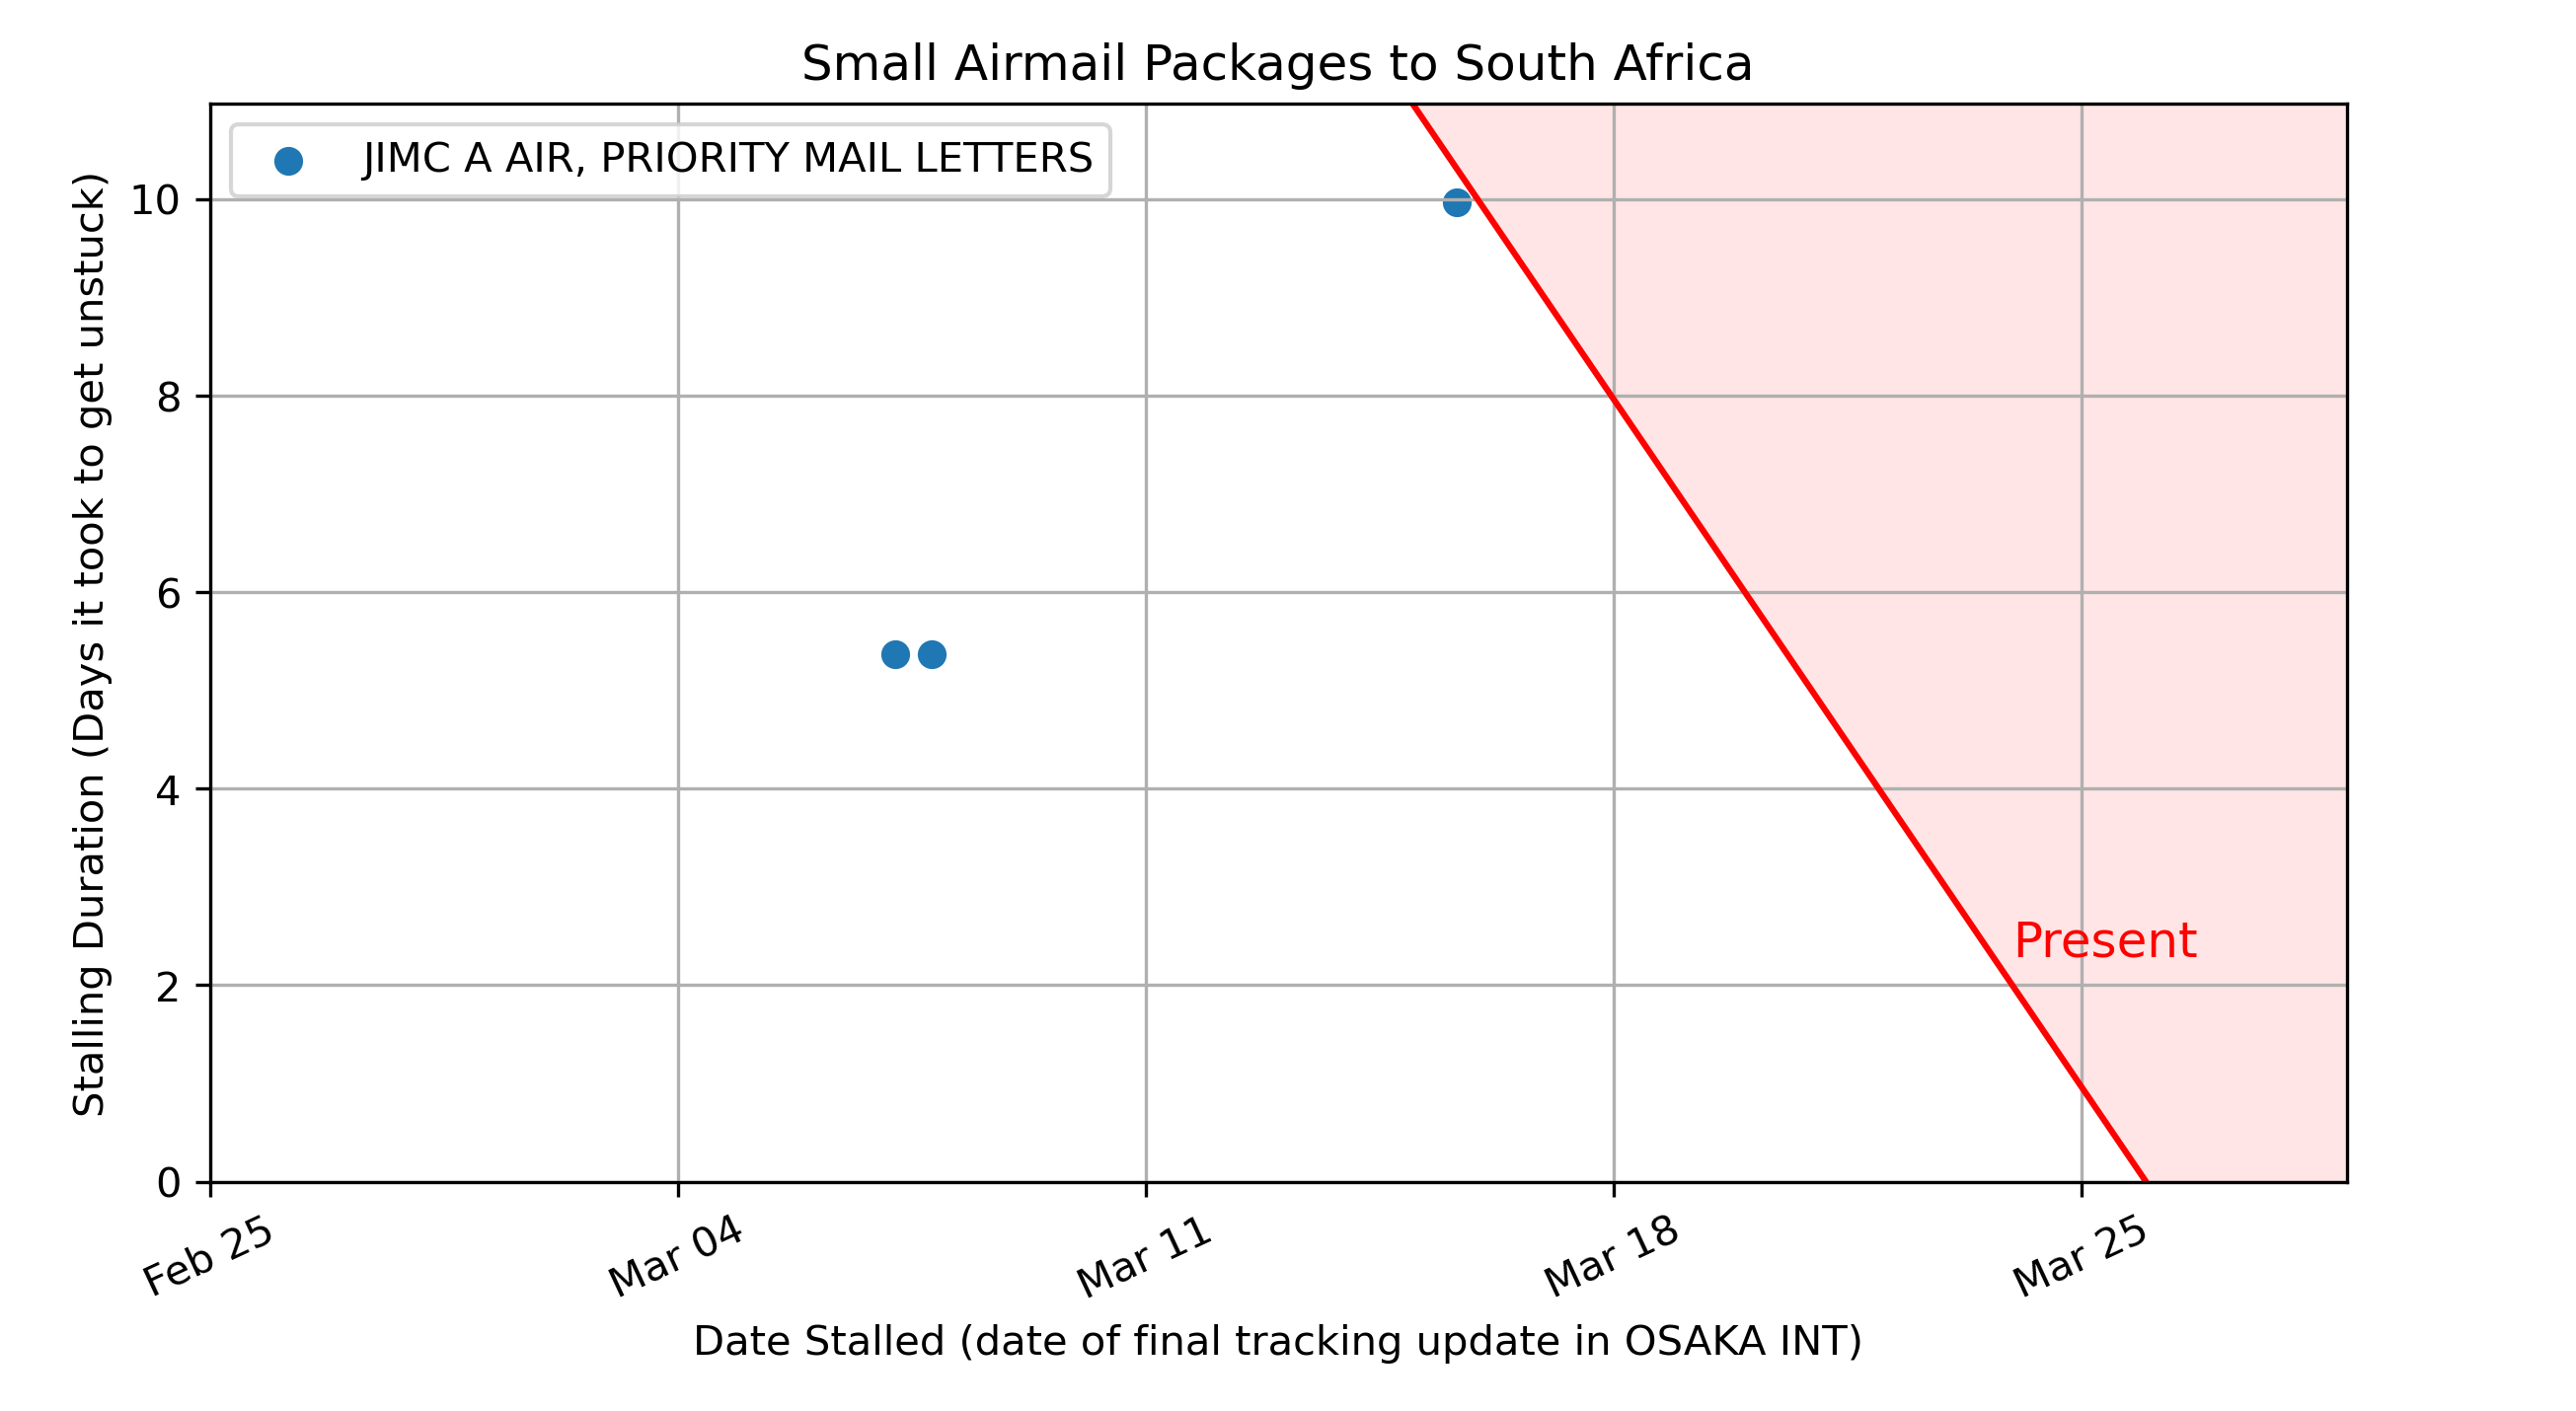 Small Airmail Packages to South Africa
JIMC A AIR, PRIORITY MAIL LETTERS
Stalling Duration (Days it took to get unstuck)
10
8
6
4
2
0
Present
Feb 25
Mar 04
Mar 11
Mar 18
Mar 25
Date Stalled (date of final tracking update in OSAKA INT)